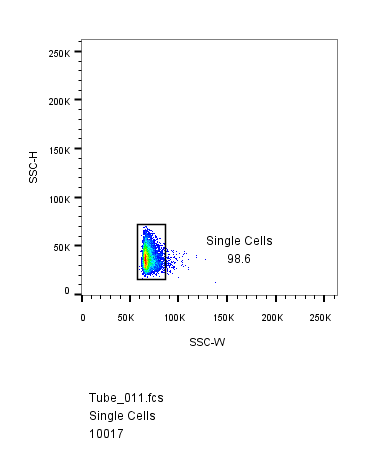 250K
200K
150K
100K
50K
0
SSC-H
Single Cells
98.6
0 50K 100K 150K 200K 250K
SSC-W
Tube_011.fcs
Single Cells
10017